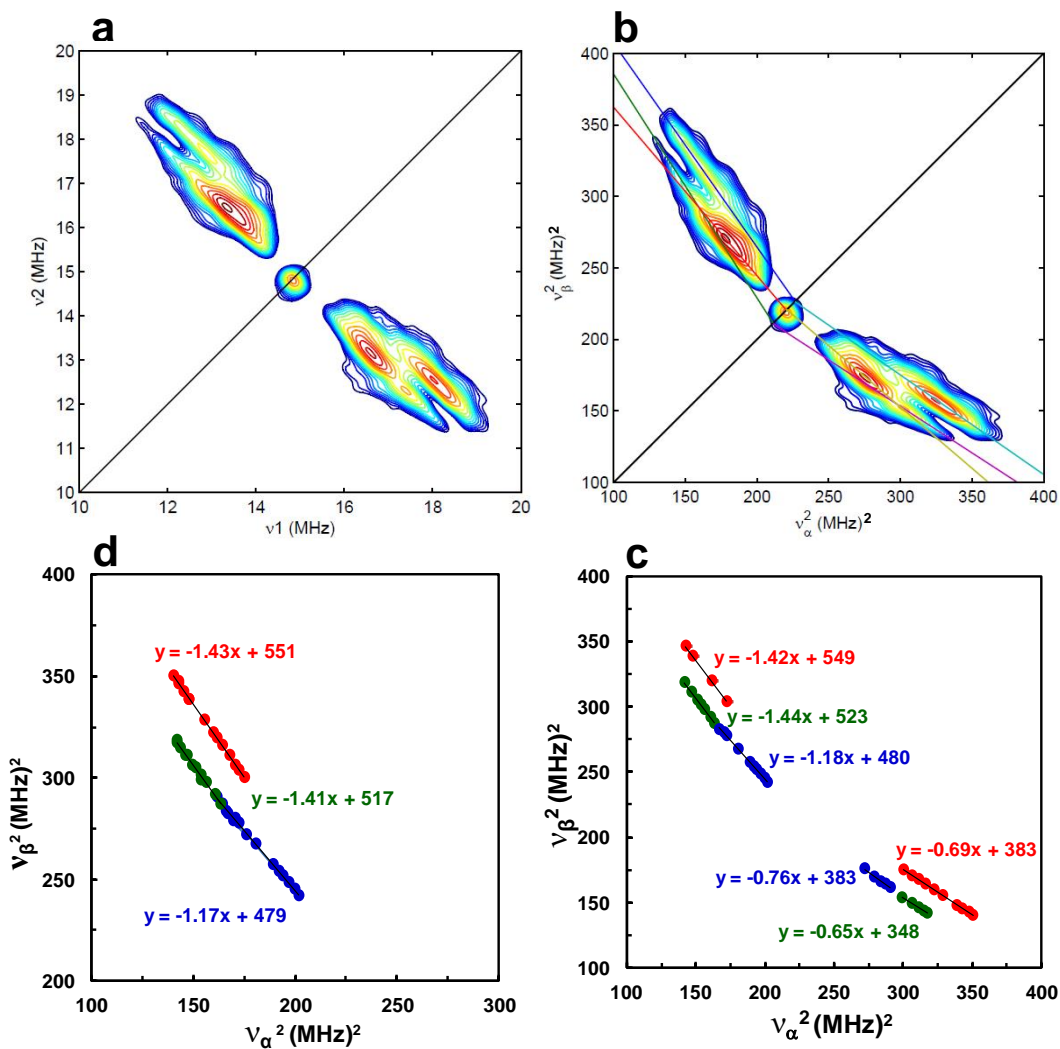 a
20
19
18
17
16
15
14
13
12
11
10
10
12
14
16
18
20
ν2 (MHz)
ν1 (MHz)
b
400
350
300
250
200
150
100
100
150
200
250
300
350
400
ν²β (MHz)²
ν²α (MHz)²
d
400
350
300
250
200
100
150
200
250
300
y = -1.43x + 551
y = -1.41x + 517
y = -1.17x + 479
νβ² (MHz)²
να² (MHz)²
c
400
350
300
250
200
150
100
100
150
200
250
300
350
400
y = -1.42x + 549
y = -1.44x + 523
y = -1.18x + 480
y = -0.69x + 383
y = -0.76x + 383
y = -0.65x + 348
νβ² (MHz)²
να² (MHz)²